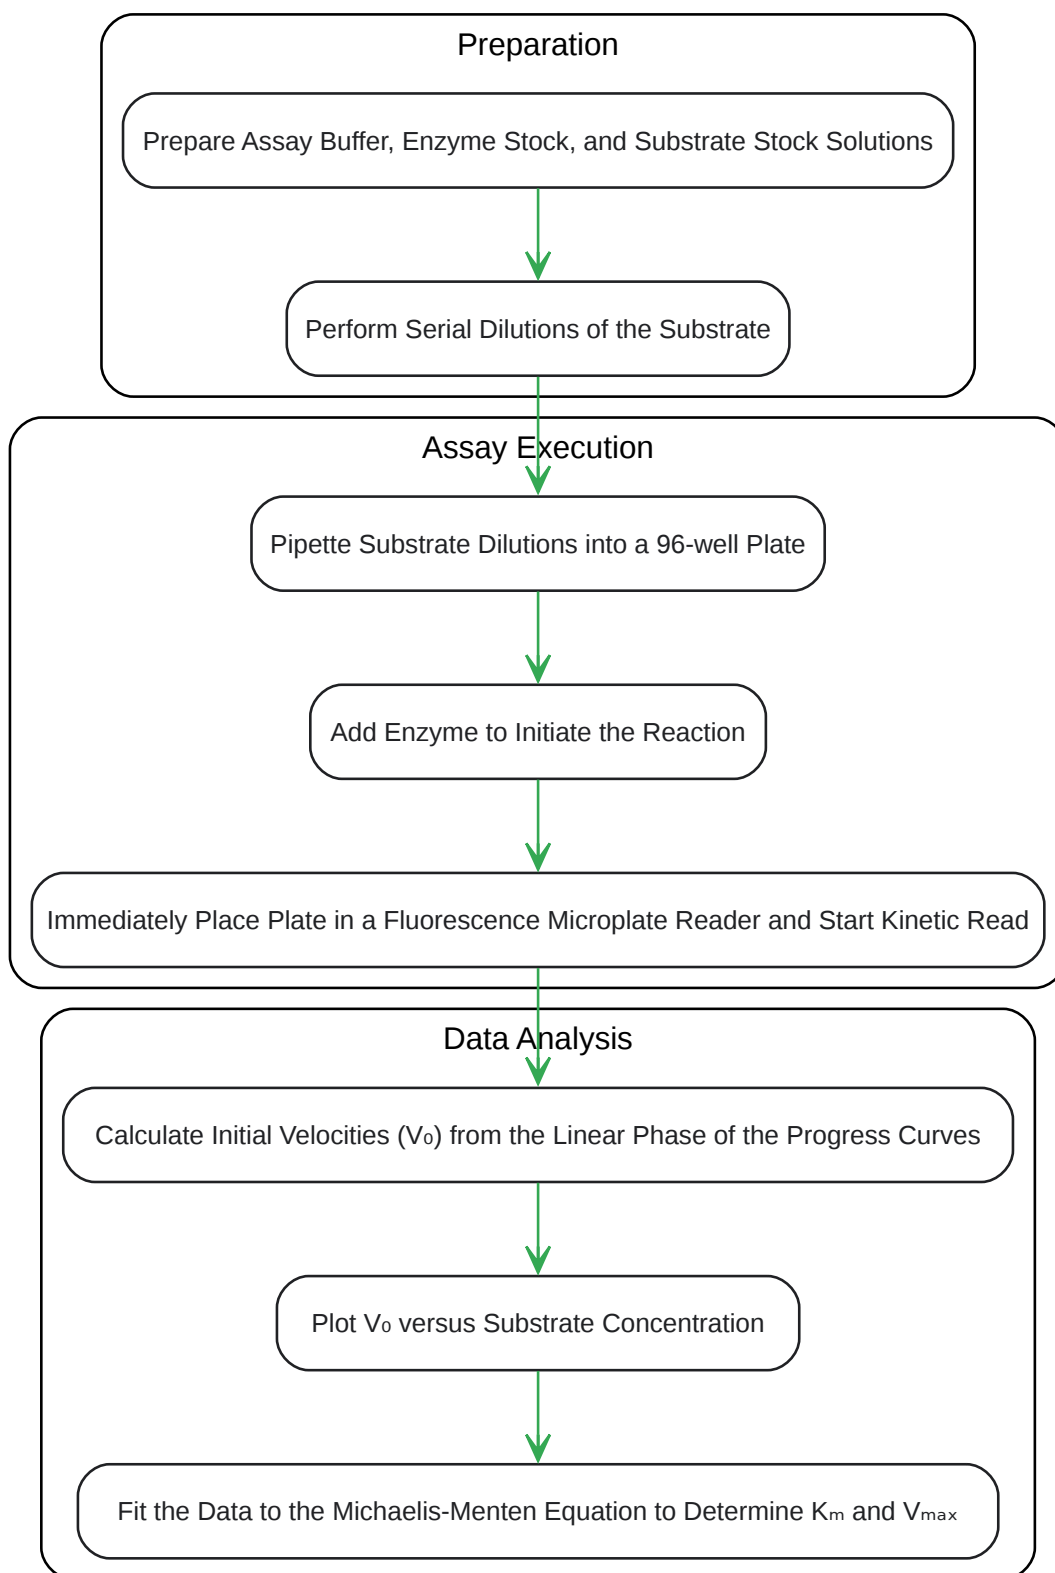 Preparation
Prepare Assay Buffer, Enzyme Stock, and Substrate Stock Solutions
Perform Serial Dilutions of the Substrate
Assay Execution
Pipette Substrate Dilutions into a 96-well Plate
Add Enzyme to Initiate the Reaction
Immediately Place Plate in a Fluorescence Microplate Reader and Start Kinetic Read
Data Analysis
Calculate Initial Velocities (V₀) from the Linear Phase of the Progress Curves
Plot V₀ versus Substrate Concentration
Fit the Data to the Michaelis-Menten Equation to Determine Kₘ and Vₘₐₓ